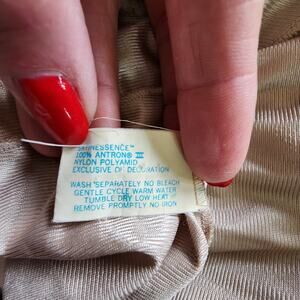 SATINESSENCE™
100% ANTRON® III
NYLON POLYAMID
EXCLUSIVE OF DECORATION
WASH SEPARATELY NO BLEACH
GENTLE CYCLE WARM WATER
TUMBLE DRY LOW HEAT
REMOVE PROMPTLY NO IRON